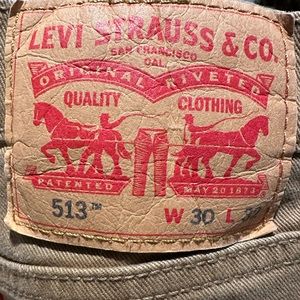 LEVI STRAUSS & CO.
SAN FRANCISCO
CAL
ORIGINAL RIVETED
QUALITY CLOTHING
PATENTED MAY 20 1873
513™ W 30 L